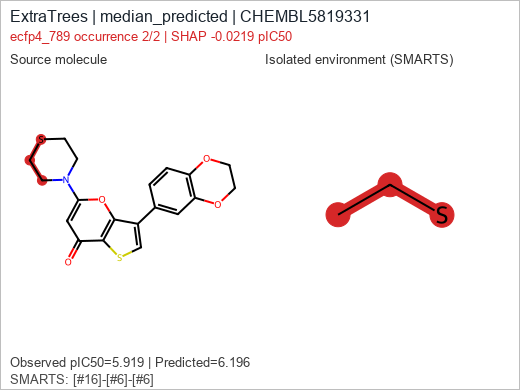 ExtraTrees | median_predicted | CHEMBL5819331
ecfp4_789 occurrence 2/2 | SHAP -0.0219 pIC50
Source molecule
Isolated environment (SMARTS)
S
N
O
O
O
O
S
S
Observed pIC50=5.919 | Predicted=6.196
SMARTS: [#16]-[#6]-[#6]